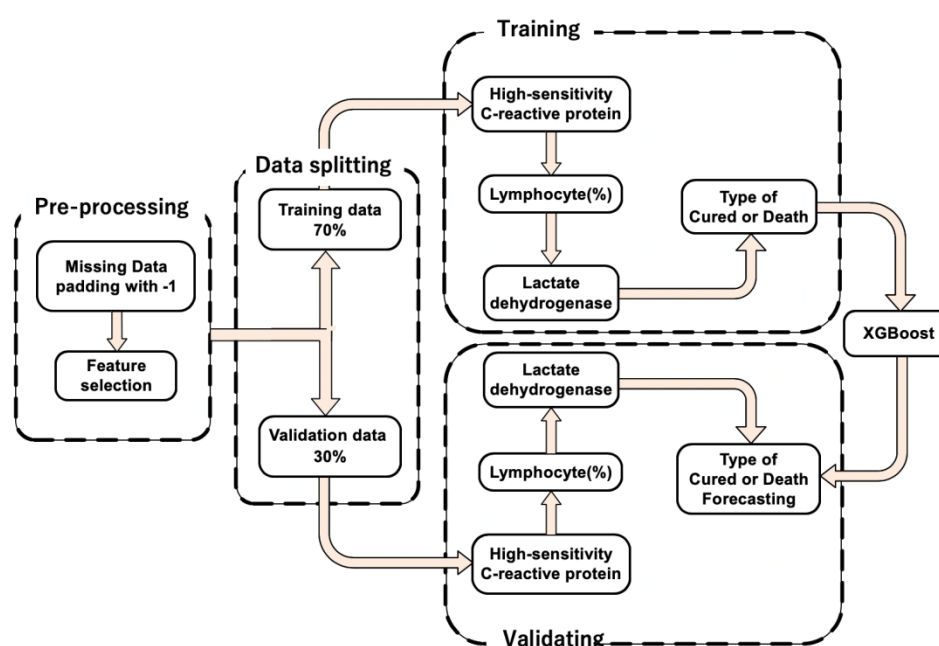 Pre-processing
Missing Data
padding with -1
Feature
selection
Data splitting
Training data
70%
Validation data
30%
Training
High-sensitivity
C-reactive protein
Lymphocyte(%)
Lactate
dehydrogenase
Type of
Cured or Death
XGBoost
Lactate
dehydrogenase
Lymphocyte(%)
High-sensitivity
C-reactive protein
Type of
Cured or Death
Forecasting
Validating